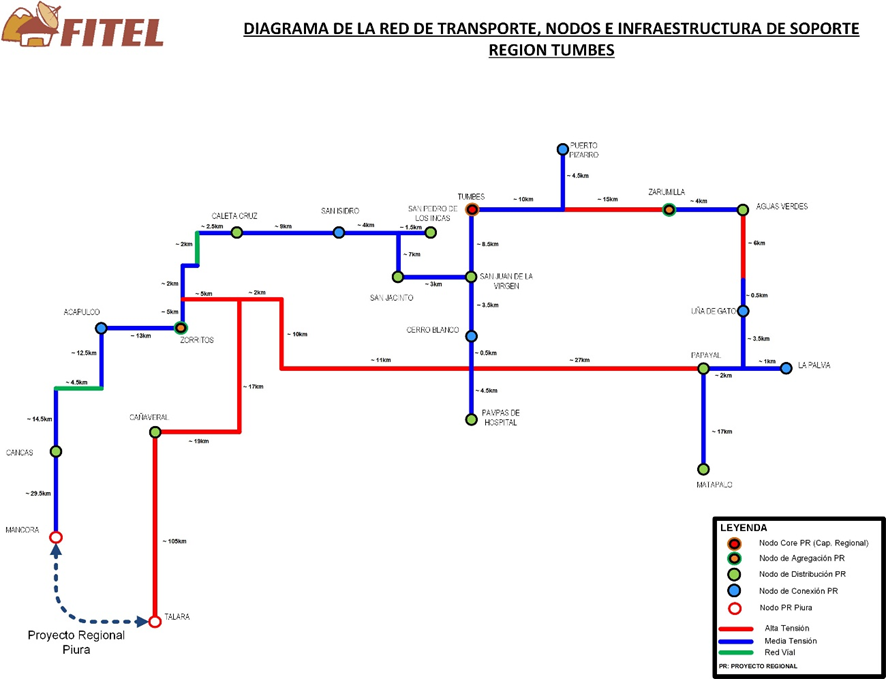 FITEL
DIAGRAMA DE LA RED DE TRANSPORTE, NODOS E INFRAESTRUCTURA DE SOPORTE
REGION TUMBES
PUERTO
PIZARRO
~ 4.5km
TUMBES
~ 10km
~ 15km
ZARUMILLA
~ 4km
AGUAS VERDES
CALETA CRUZ
SAN ISIDRO
SAN PEDRO DE
LOS INCAS
~ 2.5km
~ 9km
~ 4km
~ 1.5km
~ 2km
~ 7km
~ 8.5km
~ 6km
SAN JACINTO
~ 3km
SAN JUAN DE LA
VIRGEN
~ 2km
~ 5km
~ 2km
~ 3.5km
~ 0.5km
ACAPULCO
~ 5km
UÑA DE GATO
~ 13km
ZORRITOS
~ 10km
CERRO BLANCO
~ 3.5km
~ 12.5km
~ 0.5km
PAPAYAL
~ 11km
~ 27km
~ 1km
LA PALMA
~ 2km
~ 4.5km
~ 17km
~ 4.5km
~ 14.5km
CAÑAVERAL
PAMPAS DE
HOSPITAL
~ 19km
~ 17km
CANCAS
MATAPALO
~ 29.5km
MANCORA
~ 105km
TALARA
Proyecto Regional
Piura
LEYENDA
Nodo Core PR (Cap. Regional)
Nodo de Agregación PR
Nodo de Distribución PR
Nodo de Conexión PR
Nodo PR Piura
Alta Tensión
Media Tensión
Red Vial
PR: PROYECTO REGIONAL